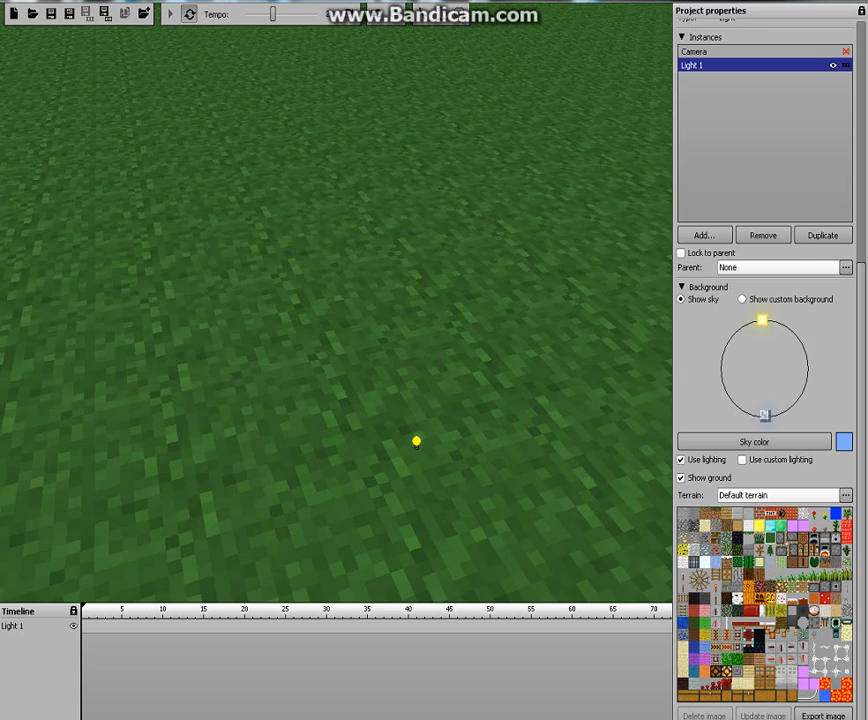 Tempo:
www.Bandicam.com
Project properties
Instances
Camera
Light 1
Add...
Remove
Duplicate
Lock to parent
Parent:
None
Background
Show sky
Show custom background
Sky color
Use lighting
Use custom lighting
Show ground
Terrain:
Default terrain
Delete image
Update image
Export image
Timeline
5
10
15
20
25
30
35
40
45
50
55
60
65
70
Light 1